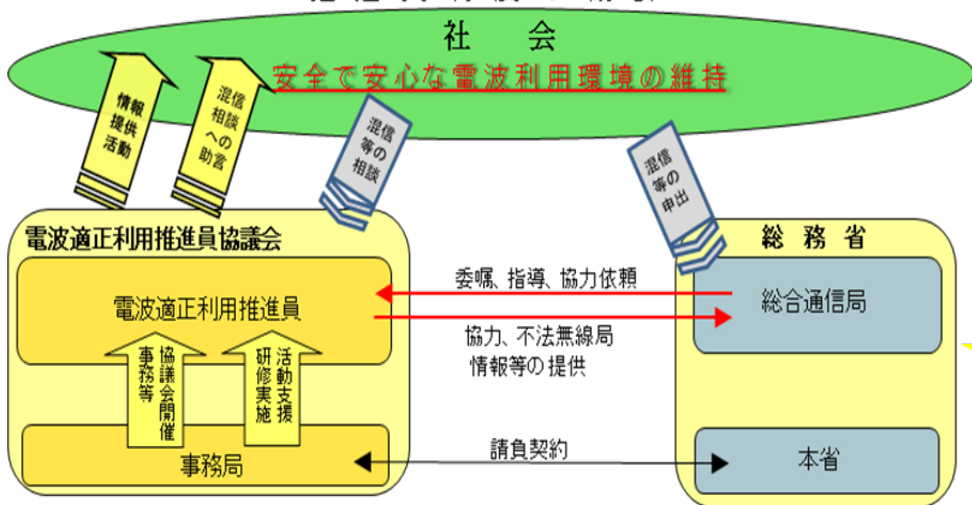 社 会
安全で安心な電波利用環境の維持
情報
提供
活動
混信
相談
への
助言
混信
等の
相談
混信
等の
申出
電波適正利用推進員協議会
電波適正利用推進員
協議会開催
事務等
活動支援
研修実施
事務局
委嘱、指導、協力依頼
協力、不法無線局
情報等の提供
請負契約
総 務 省
総合通信局
本省